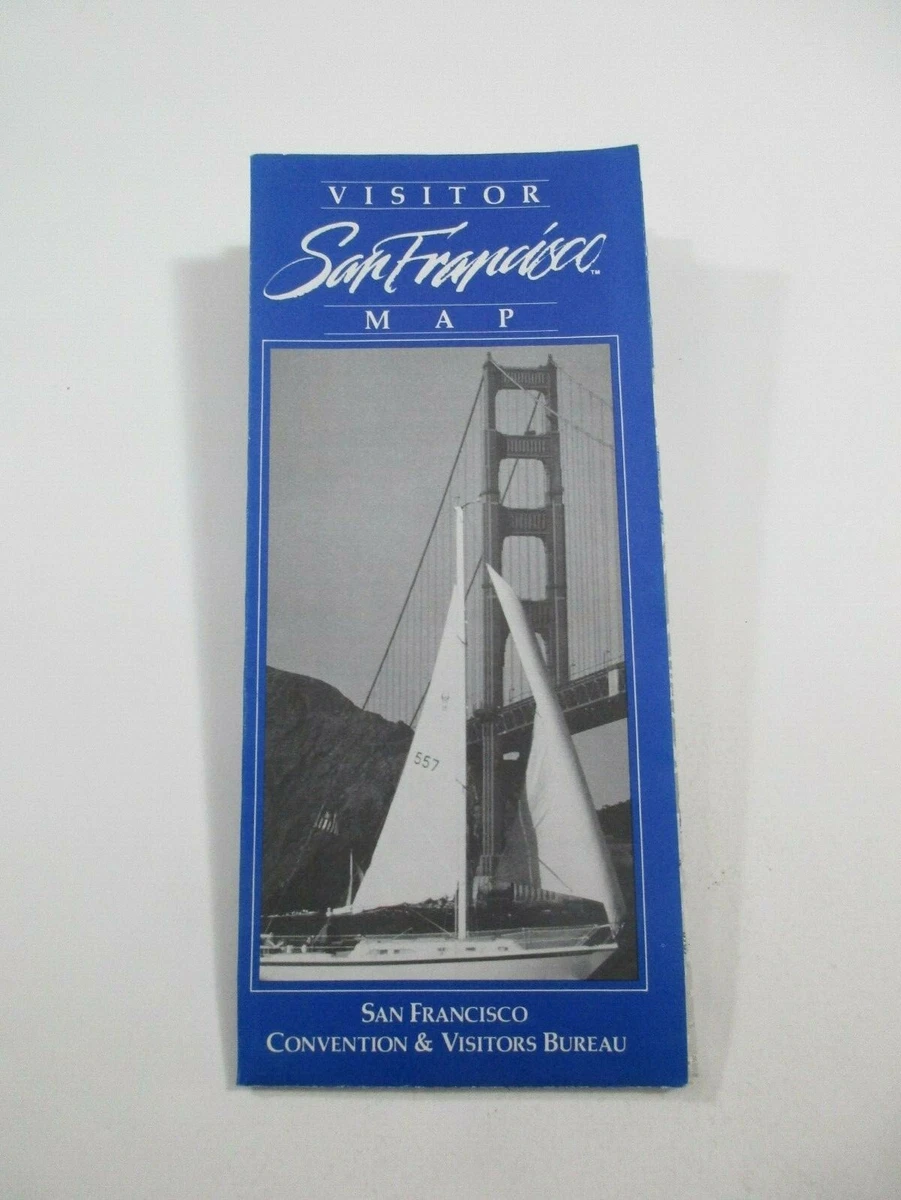 VISITOR
San Francisco™
MAP
557
SAN FRANCISCO
CONVENTION & VISITORS BUREAU